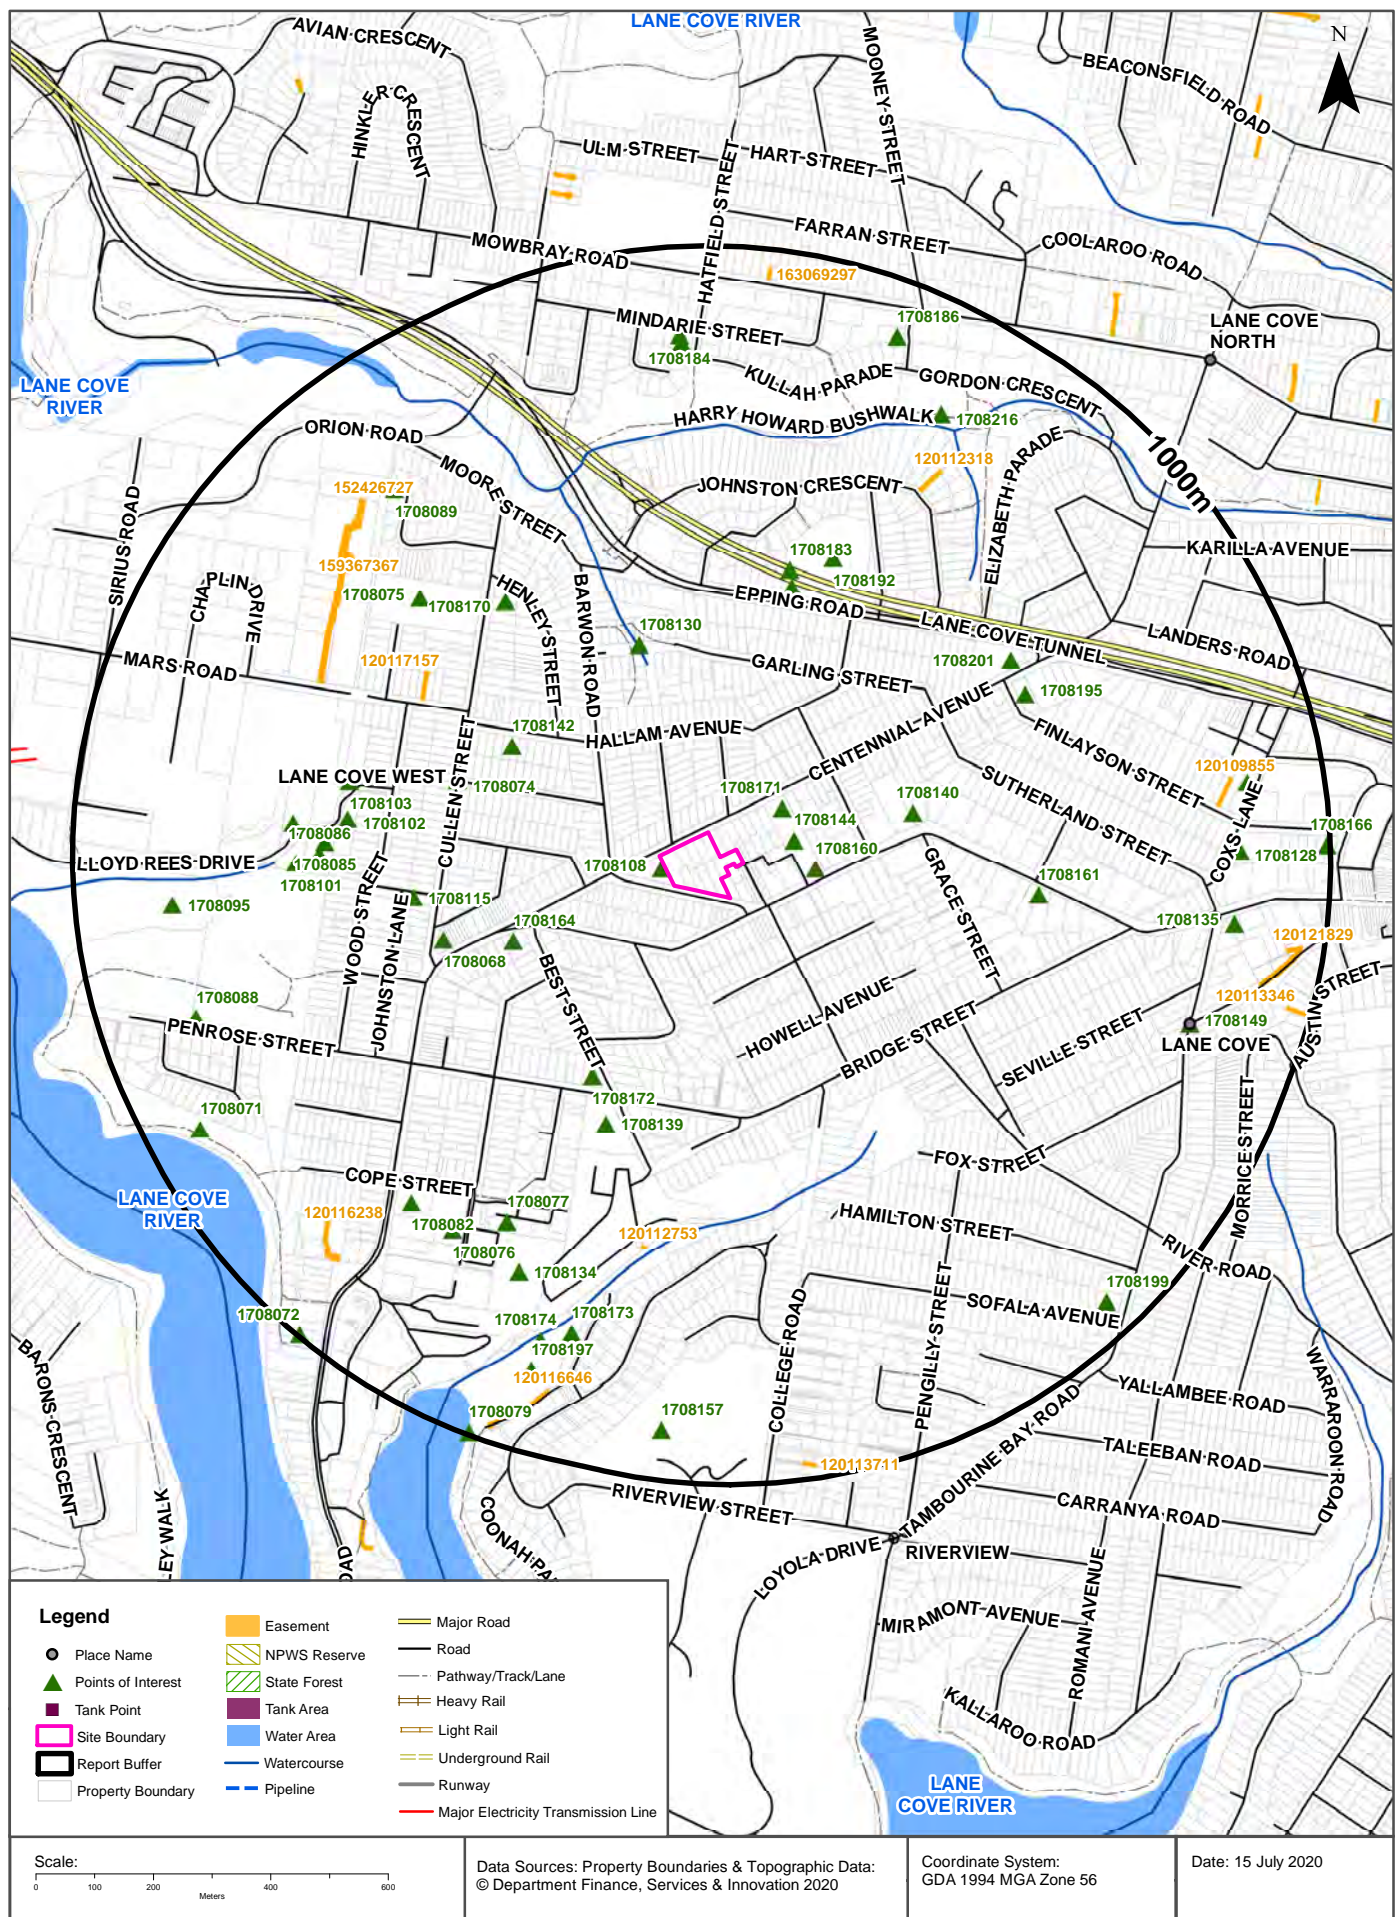 LANE COVE RIVER
N
AVIAN CRESCENT
MOONEY STREET
BEACONSFIELD ROAD
HINKLER CRESCENT
ULM STREET
HART STREET
HATFIELD STREET
FARRAN STREET
COOLAROO ROAD
MOWBRAY ROAD
163069297
MINDARIE STREET
1708186
LANE COVE
NORTH
1708184
KULLAH PARADE
GORDON CRESCENT
LANE COVE
RIVER
HARRY HOWARD BUSHWALK
1708216
ORION ROAD
1000m
MOORE STREET
120112318
ELIZABETH PARADE
152426727
JOHNSTON CRESCENT
1708089
SIRIUS ROAD
1708183
KARILLA AVENUE
159367367
CHAPLIN DRIVE
1708075
1708170
HENLEY STREET
BARWON ROAD
1708192
EPPING ROAD
1708130
LANE COVE TUNNEL
LANDERS ROAD
MARS ROAD
120117157
GARLING STREET
1708201
1708195
1708142
HALLAM AVENUE
CENTENNIAL AVENUE
FINLAYSON STREET
LANE COVE WEST
CULLEN STREET
1708074
SUTHERLAND STREET
120109855
1708103
1708171
1708140
COXS LANE
1708102
1708086
1708144
1708166
LLOYD REES DRIVE
1708085
1708108
1708160
GRACE STREET
1708128
1708101
WOOD STREET
1708161
1708095
JOHNSTON LANE
1708115
1708164
1708135
1708068
BEST STREET
120121829
1708088
HOWELL AVENUE
120113346
AUSTIN STREET
PENROSE STREET
BRIDGE STREET
SEVILLE STREET
1708149
LANE COVE
1708172
MORRICE STREET
1708071
1708139
FOX STREET
COPE STREET
LANE COVE
RIVER
120116238
1708077
HAMILTON STREET
1708082
120112753
RIVER ROAD
1708076
1708134
PENGILLY STREET
1708199
COLLEGE ROAD
SOFALA AVENUE
1708072
1708174
1708173
1708197
WARRAROON ROAD
BARONS CRESCENT
120116646
YALLAMBEE ROAD
1708079
1708157
TAMBOURINE BAY ROAD
TALEEBAN ROAD
120113711
EY WALK
COONAH PA
RIVERVIEW STREET
CARRANYA ROAD
OAD
LOYOLA DRIVE
RIVERVIEW
MIRAMONT AVENUE
ROMANI AVENUE
KALLAROO ROAD
LANE
COVE RIVER
Legend
Place Name
Points of Interest
Tank Point
Site Boundary
Report Buffer
Property Boundary
Easement
NPWS Reserve
State Forest
Tank Area
Water Area
Watercourse
Pipeline
Major Road
Road
Pathway/Track/Lane
Heavy Rail
Light Rail
Underground Rail
Runway
Major Electricity Transmission Line
Scale:
0 100 200 400 600
Meters
Data Sources: Property Boundaries & Topographic Data:
© Department Finance, Services & Innovation 2020
Coordinate System:
GDA 1994 MGA Zone 56
Date: 15 July 2020